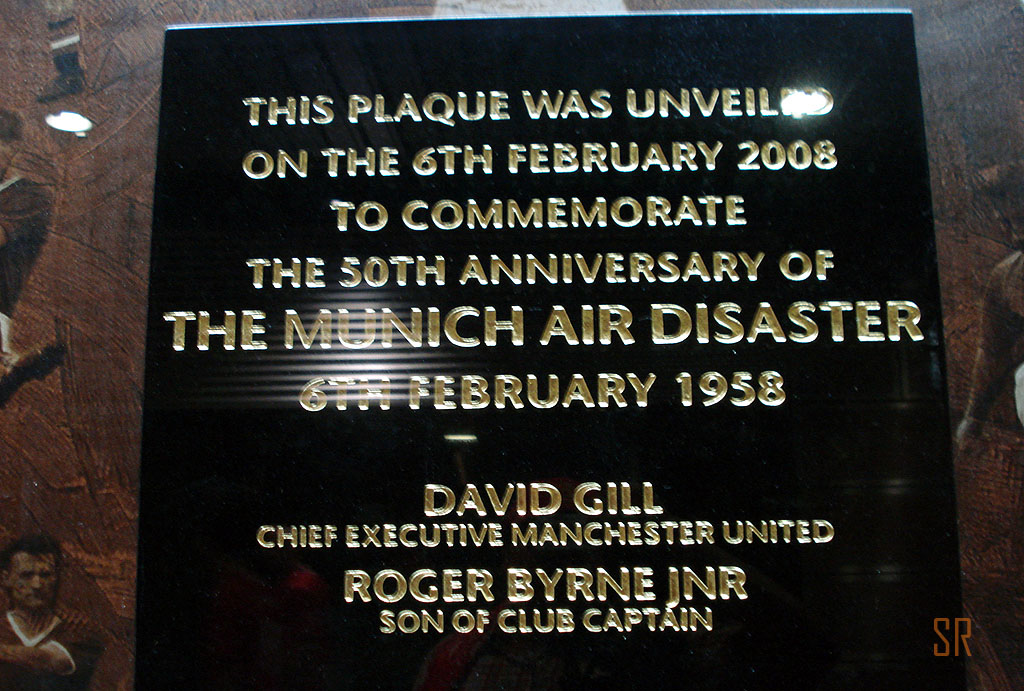 THIS PLAQUE WAS UNVEILED
ON THE 6TH FEBRUARY 2008
TO COMMEMORATE
THE 50TH ANNIVERSARY OF
THE MUNICH AIR DISASTER
6TH FEBRUARY 1958
DAVID GILL
CHIEF EXECUTIVE MANCHESTER UNITED
ROGER BYRNE JNR
SON OF CLUB CAPTAIN
SR